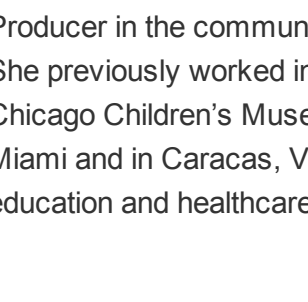 Producer in the commun
She previously worked in
Chicago Children's Muse
Miami and in Caracas, V
education and healthcare